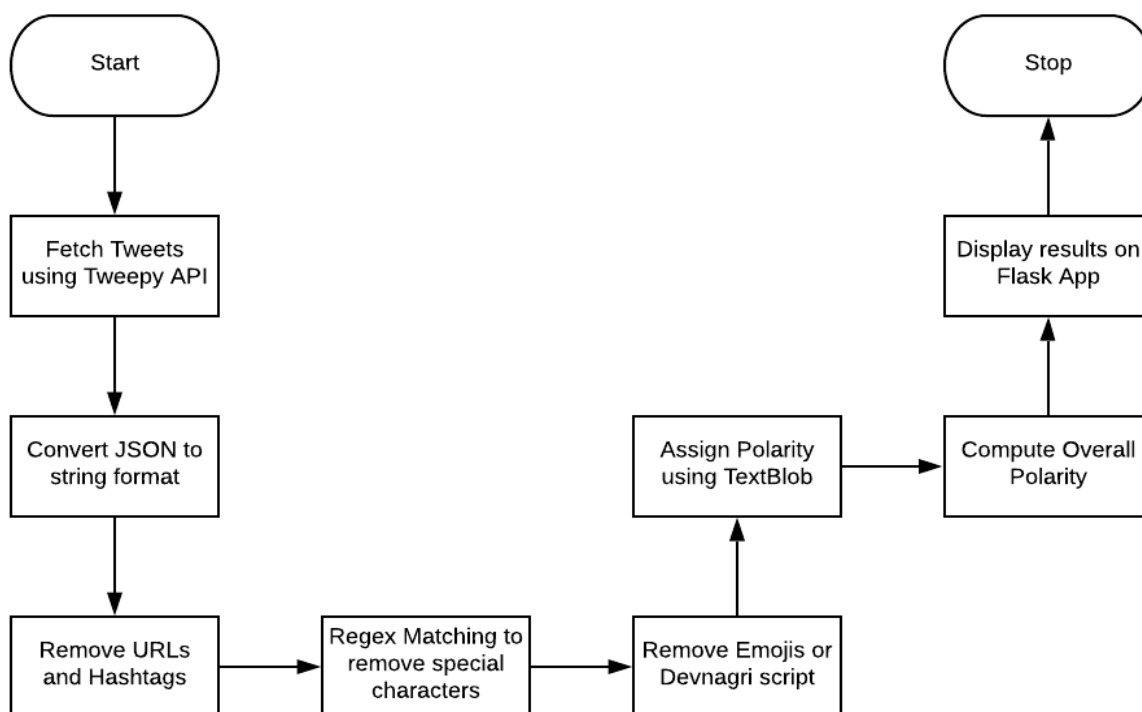 Start
Fetch Tweets
using Tweepy API
Convert JSON to
string format
Remove URLs
and Hashtags
Regex Matching to
remove special
characters
Remove Emojis or
Devnagri script
Assign Polarity
using TextBlob
Compute Overall
Polarity
Display results on
Flask App
Stop